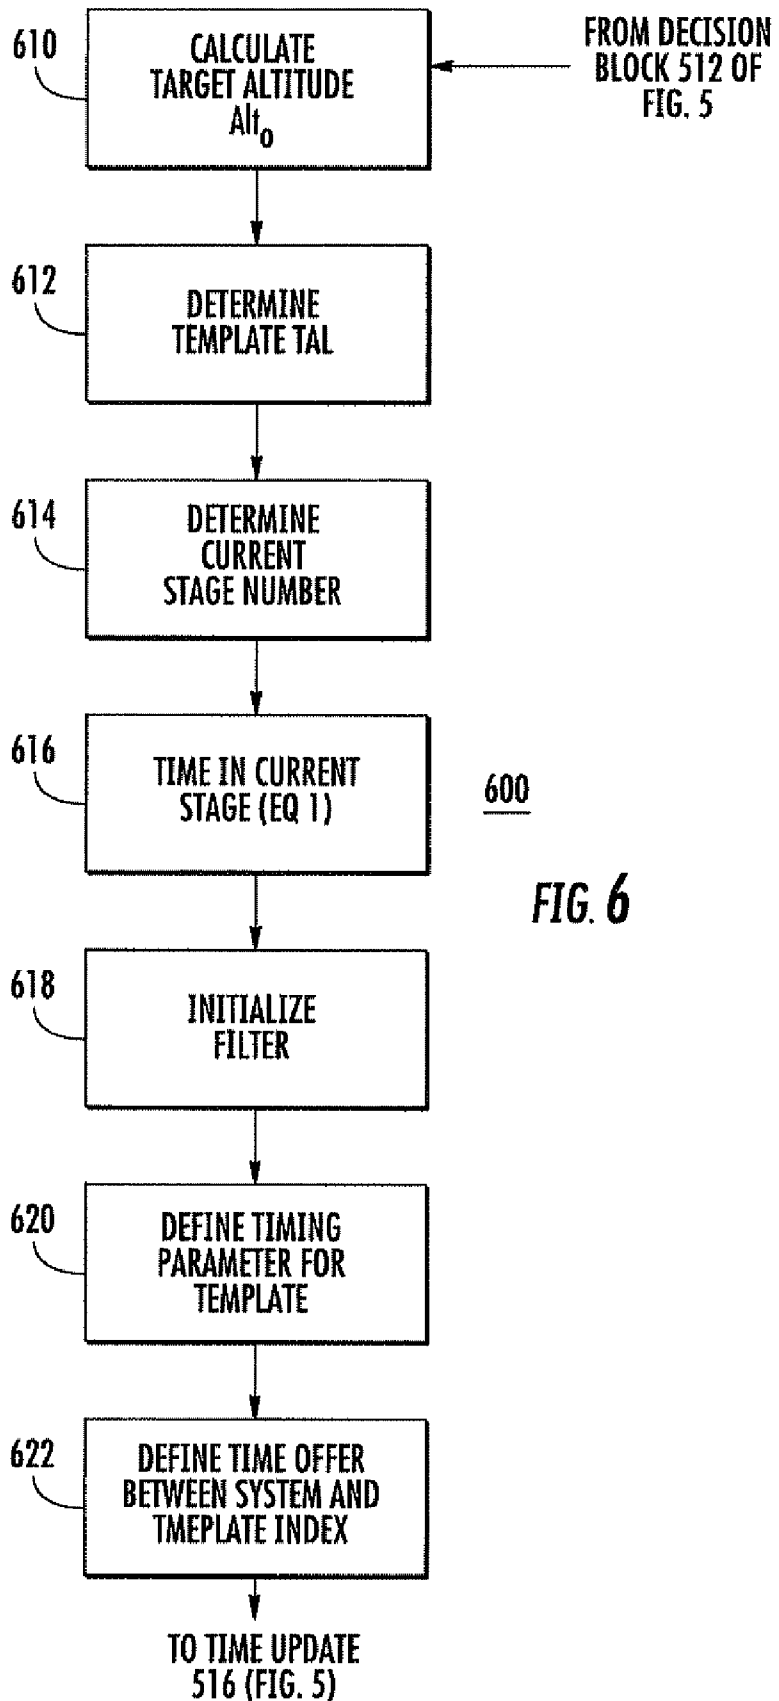 610
CALCULATE
TARGET ALTITUDE
Alt0
FROM DECISION
BLOCK 512 OF
FIG. 5
612
DETERMINE
TEMPLATE TAL
614
DETERMINE
CURRENT
STAGE NUMBER
616
TIME IN CURRENT
STAGE (EQ 1)
600
FIG. 6
618
INITIALIZE
FILTER
620
DEFINE TIMING
PARAMETER FOR
TEMPLATE
622
DEFINE TIME OFFER
BETWEEN SYSTEM AND
TMEPLATE INDEX
TO TIME UPDATE
516 (FIG. 5)